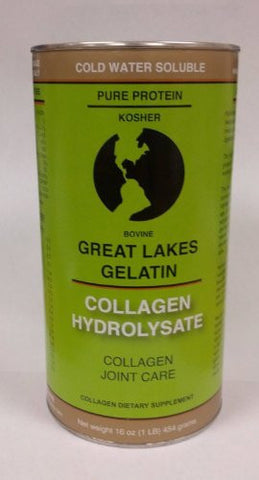 COLD WATER SOLUBLE
PURE PROTEIN
KOSHER
BOVINE
GREAT LAKES
GELATIN
COLLAGEN
HYDROLYSATE
COLLAGEN
JOINT CARE
COLLAGEN DIETARY SUPPLEMENT
Net weight 16 oz (1 LB) 454 grams